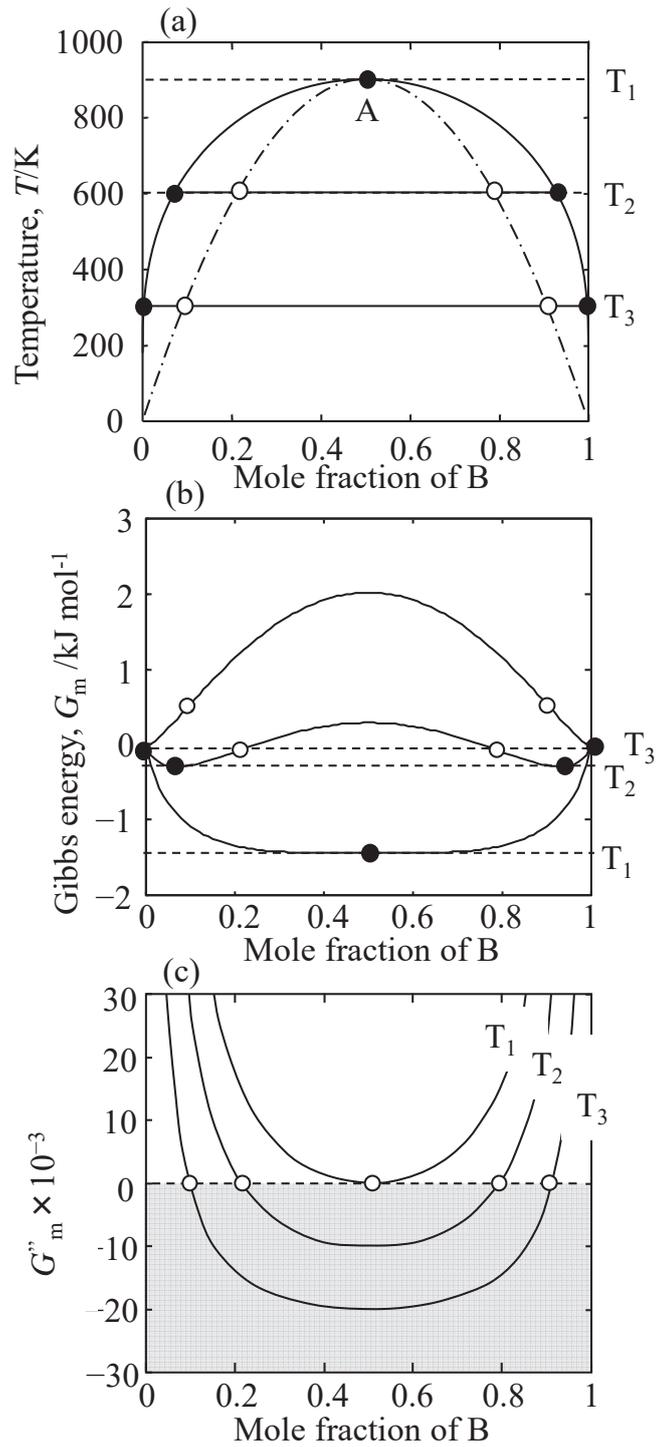 (a)
1000
800
600
400
200
0
Temperature, T/K
T1
A
T2
T3
0 0.2 0.4 0.6 0.8 1
Mole fraction of B
(b)
3
2
1
0
−1
−2
Gibbs energy, Gm /kJ mol-1
T3
T2
T1
0 0.2 0.4 0.6 0.8 1
Mole fraction of B
(c)
30
20
10
0
-10
-20
−30
G”m × 10−3
T1
T2
T3
0 0.2 0.4 0.6 0.8 1
Mole fraction of B